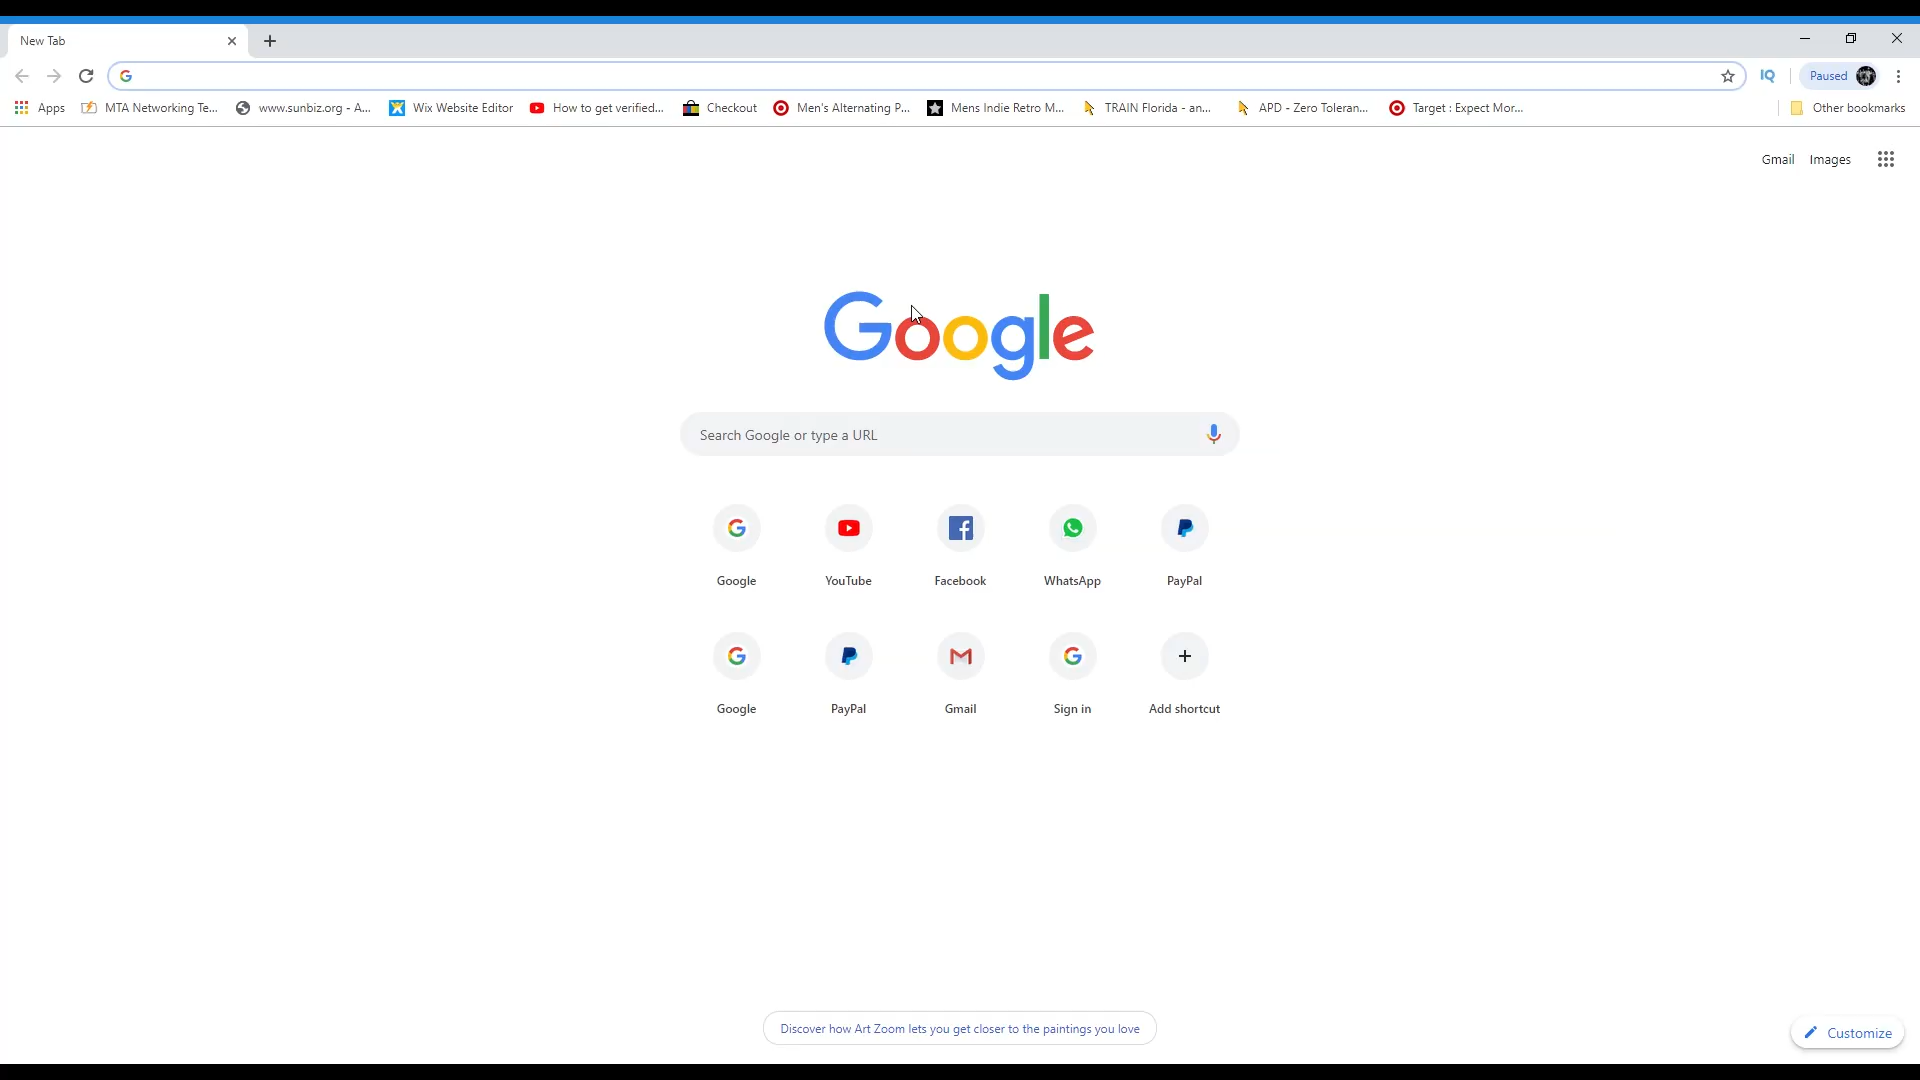 New Tab
Paused
Apps MTA Networking Te... www.sunbiz.org - A... Wix Website Editor How to get verified... Checkout Men's Alternating P... Mens Indie Retro M... TRAIN Florida - an... APD - Zero Toleran... Target : Expect Mor... Other bookmarks
Gmail Images
Google
Search Google or type a URL
Google YouTube Facebook WhatsApp PayPal
Google PayPal Gmail Sign in Add shortcut
Discover how Art Zoom lets you get closer to the paintings you love
Customize